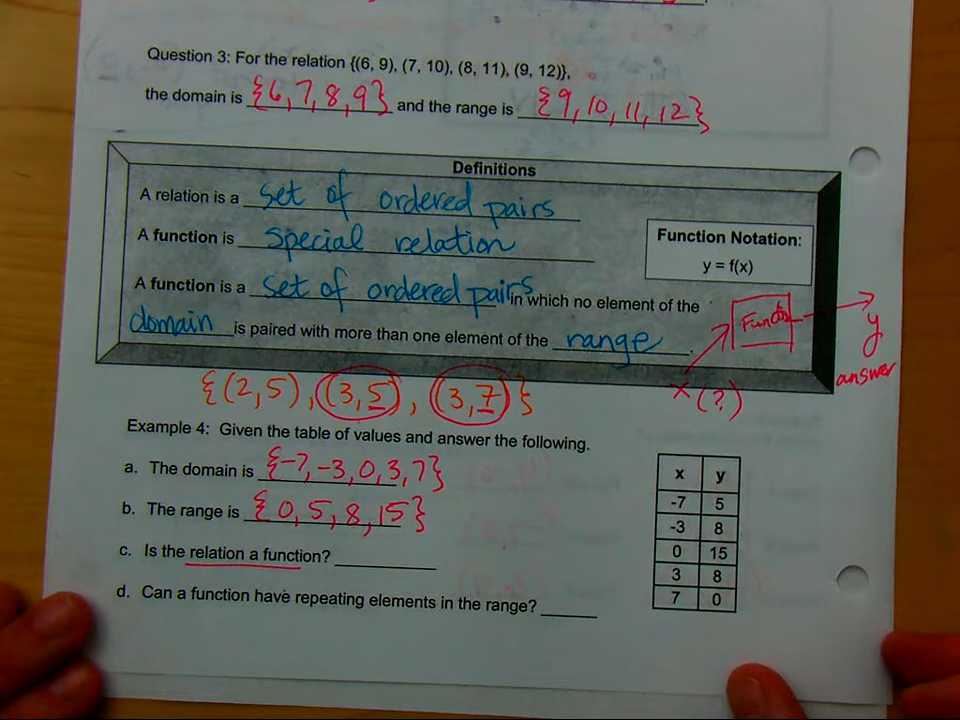 Question 3: For the relation {(6, 9), (7, 10), (8, 11), (9, 12)},
the domain is {6, 7, 8, 9} and the range is {9, 10, 11, 12}
Definitions
A relation is a set of ordered pairs
A function is special relation
Function Notation:
y = f(x)
A function is a set of ordered pairs in which no element of the
domain is paired with more than one element of the range.
Functi
y
answer
x (?)
{(2,5), (3,5), (3,7)}
Example 4: Given the table of values and answer the following.
a. The domain is {-7, -3, 0, 3, 7}
b. The range is {0, 5, 8, 15}
c. Is the relation a function?
d. Can a function have repeating elements in the range?
x y
-7 5
-3 8
0 15
3 8
7 0